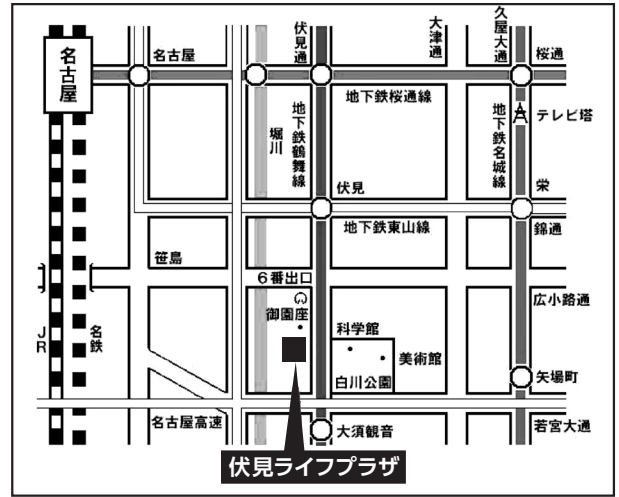 名古屋
名古屋
伏見通
大津通
久屋大通
桜通
地下鉄桜通線
堀川
地下鉄鶴舞線
地下鉄名城線
テレビ塔
伏見
栄
地下鉄東山線
錦通
笹島
6番出口
御園座
広小路通
JR
名鉄
科学館
美術館
白川公園
矢場町
名古屋高速
大須観音
若宮大通
伏見ライフプラザ